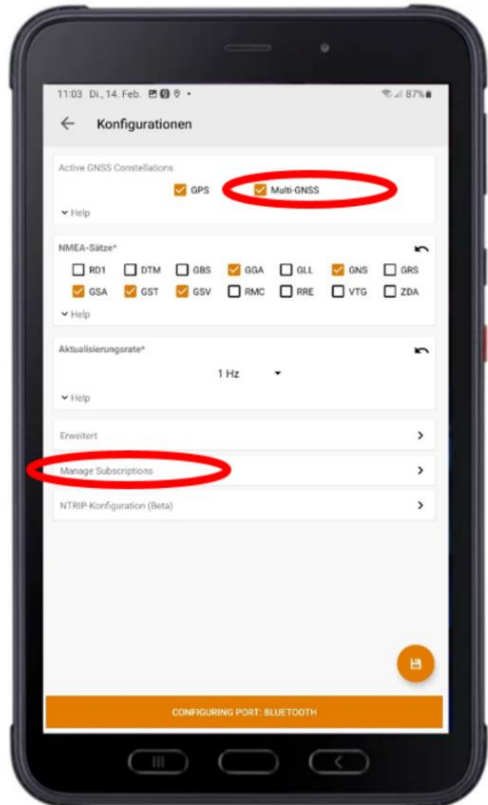 11:03 Di., 14. Feb. 87%
Konfigurationen
Active GNSS Constellations
GPS Multi-GNSS
Help
NMEA-Sätze*
RD1 DTM GBS GGA GLL GNS GRS
GSA GST GSV RMC RRE VTG ZDA
Help
Aktualisierungsrate*
1 Hz
Help
Erweitert
Manage Subscriptions
NTRIP-Konfiguration (Beta)
CONFIGURING PORT: BLUETOOTH